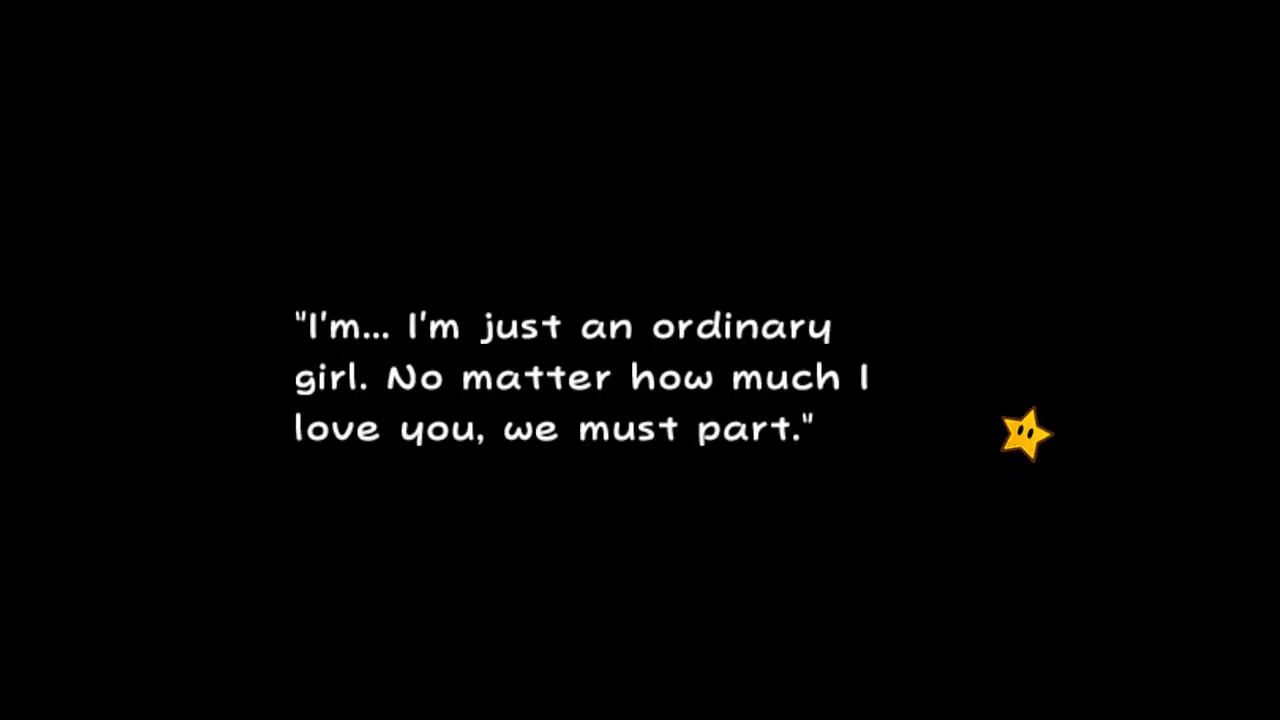 "I'm... I'm just an ordinary
girl. No matter how much I
love you, we must part."